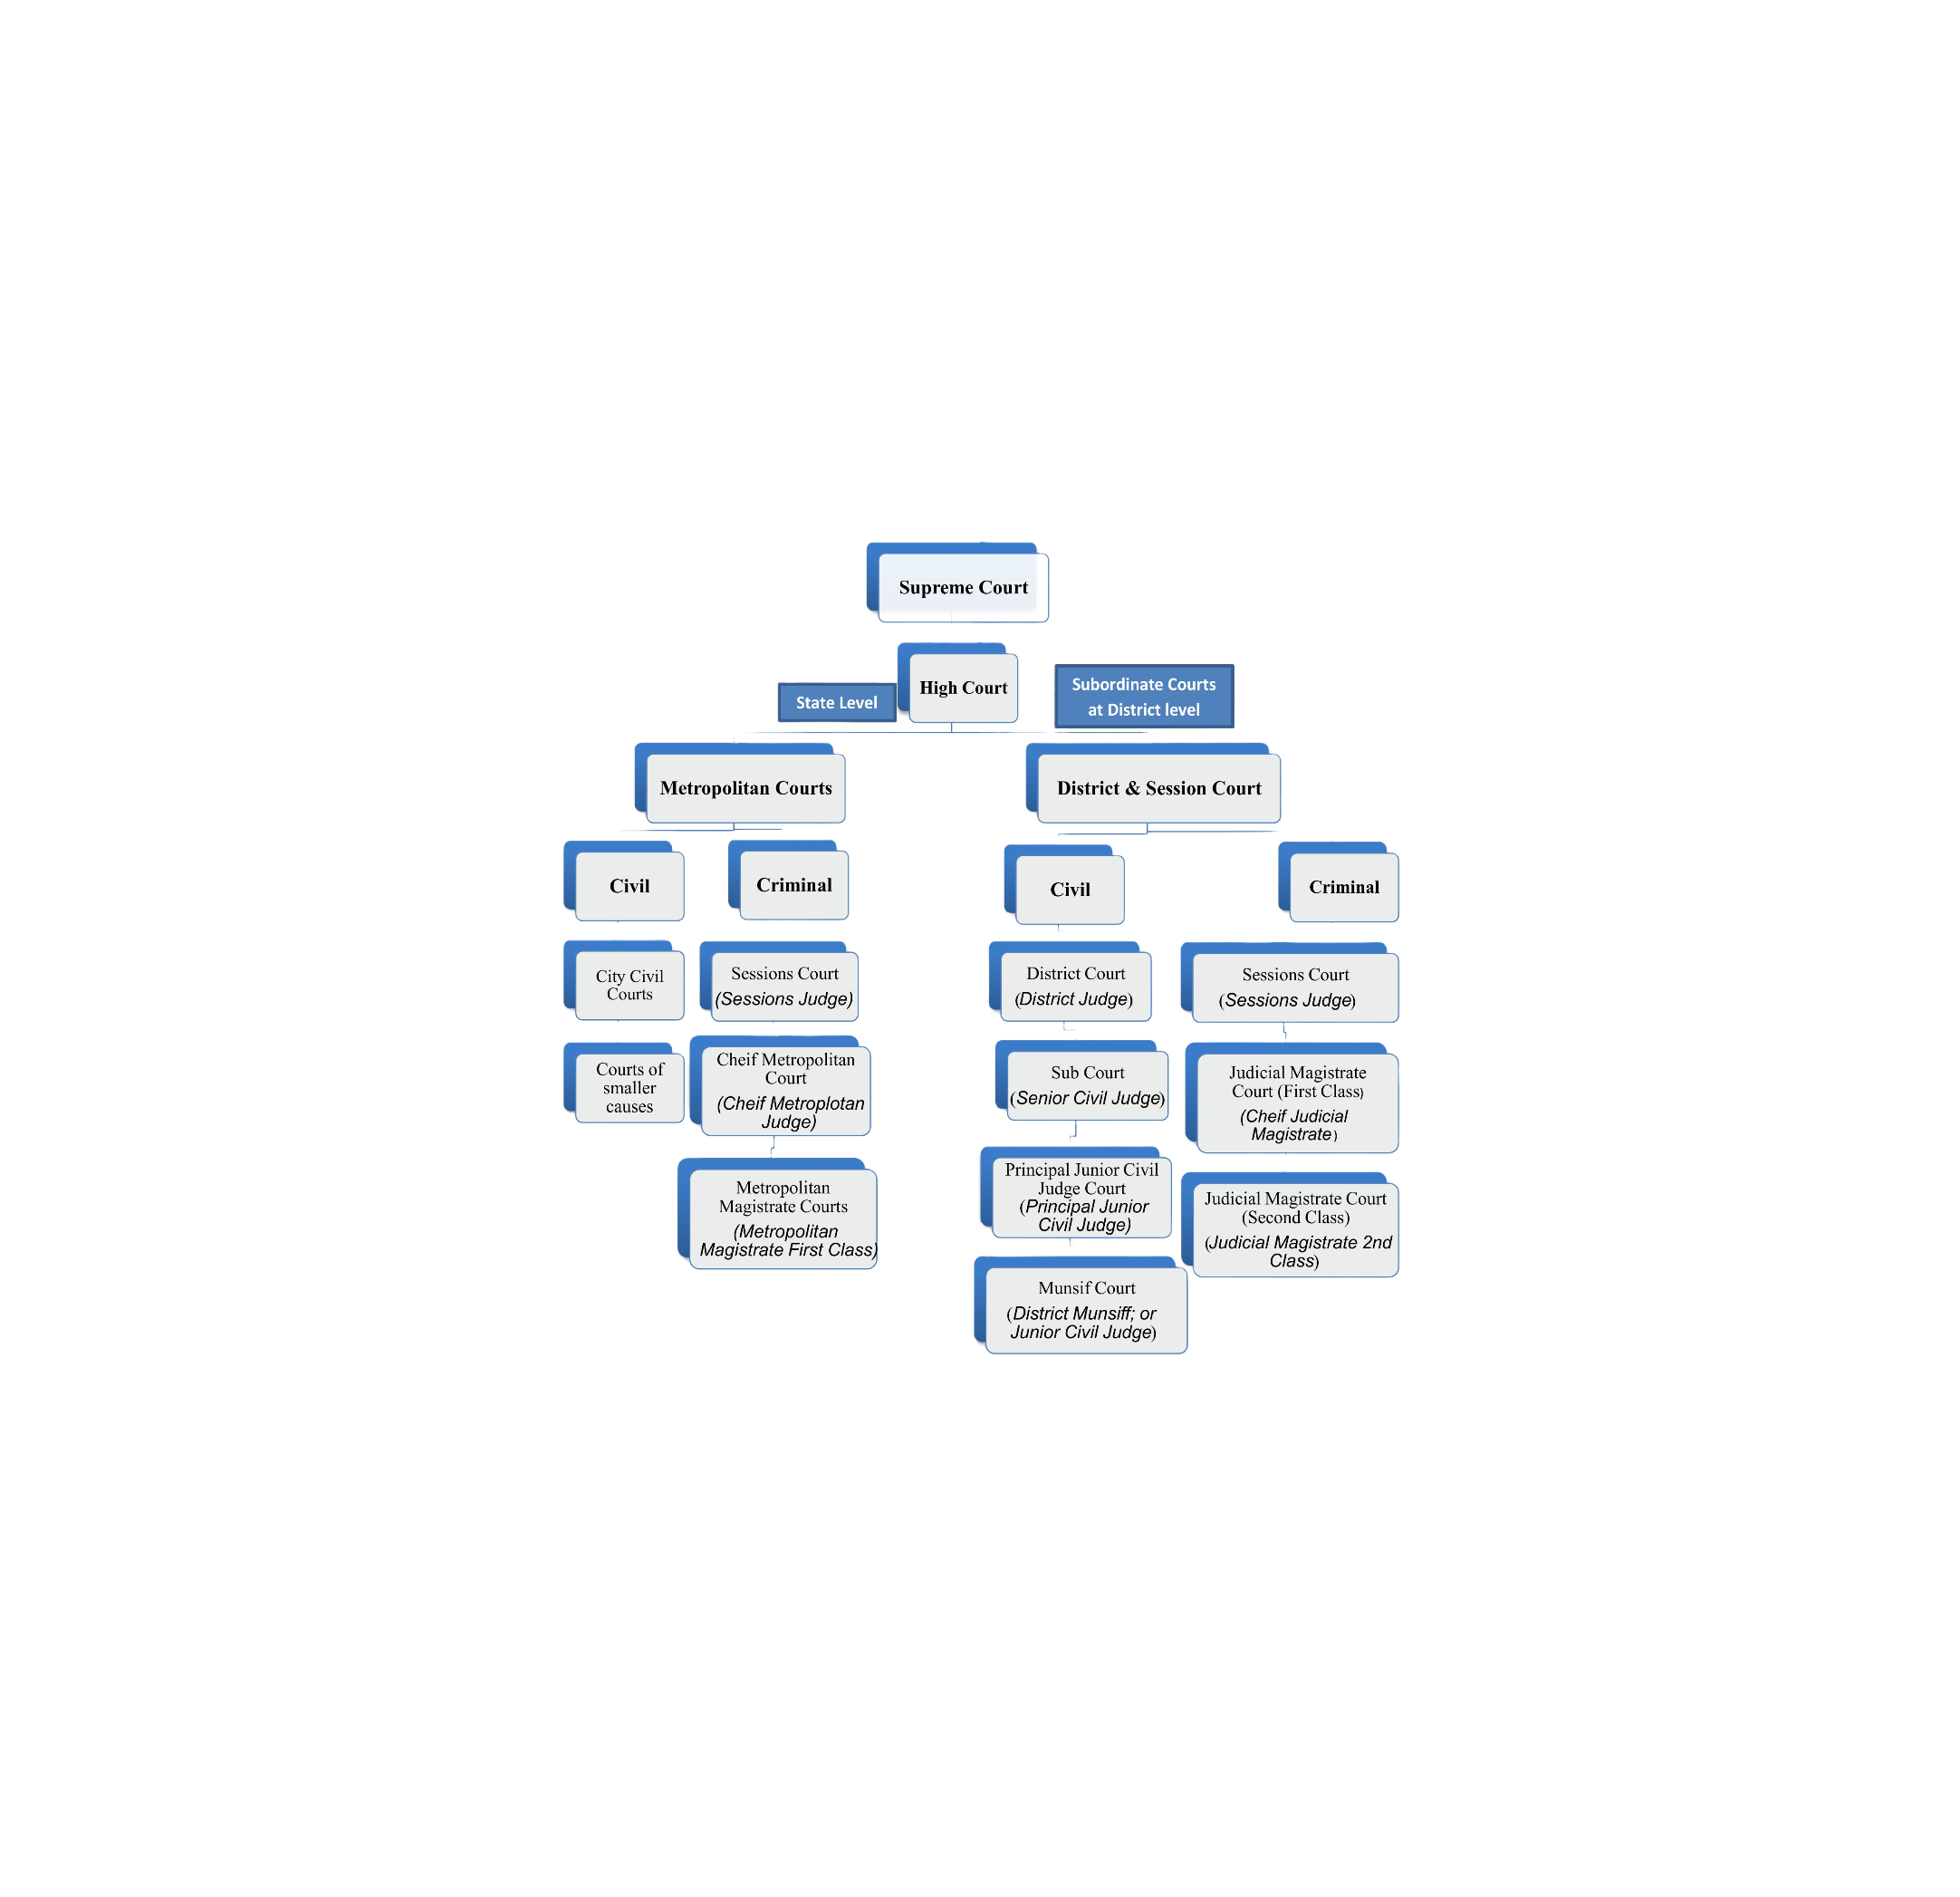 Supreme Court
High Court
State Level
Subordinate Courts
at District level
Metropolitan Courts
District & Session Court
Civil
Criminal
Civil
Criminal
City Civil
Courts
Sessions Court
(Sessions Judge)
District Court
(District Judge)
Sessions Court
(Sessions Judge)
Courts of
smaller
causes
Cheif Metropolitan
Court
(Cheif Metroplotan
Judge)
Sub Court
(Senior Civil Judge)
Judicial Magistrate
Court (First Class)
(Cheif Judicial
Magistrate)
Metropolitan
Magistrate Courts
(Metropolitan
Magistrate First Class)
Principal Junior Civil
Judge Court
(Principal Junior
Civil Judge)
Judicial Magistrate Court
(Second Class)
(Judicial Magistrate 2nd
Class)
Munsif Court
(District Munsiff; or
Junior Civil Judge)